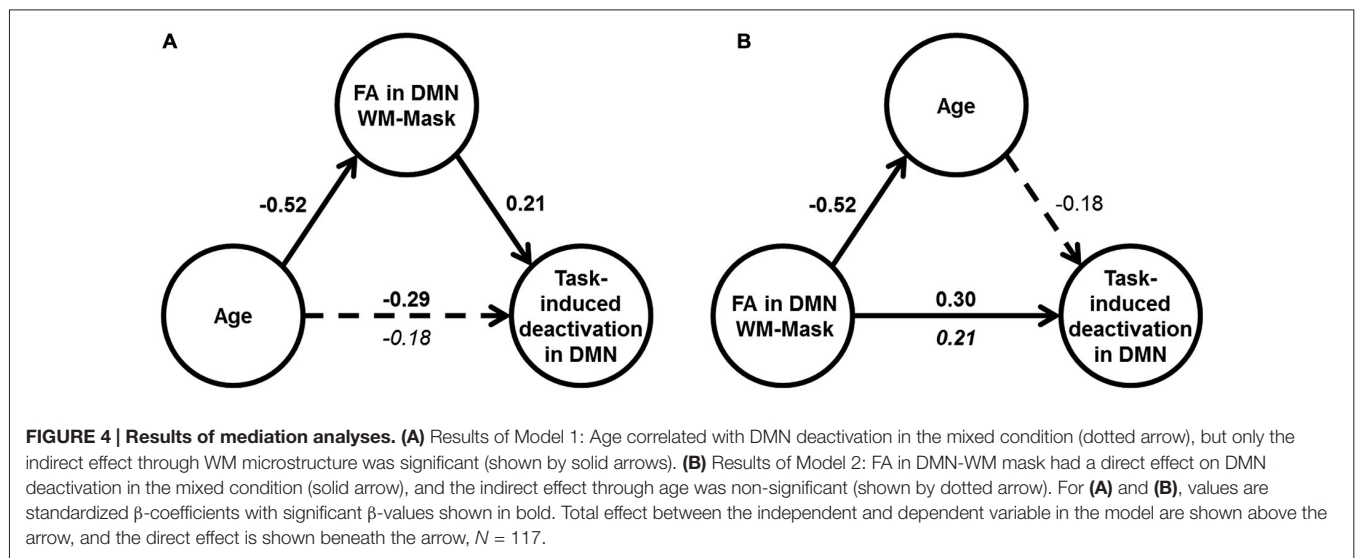 A
FA in DMN
WM-Mask
-0.52
0.21
Age
-0.29
-0.18
Task-
induced
deactivation
in DMN
B
Age
-0.52
-0.18
FA in DMN
WM-Mask
0.30
0.21
Task-
induced
deactivation
in DMN
FIGURE 4 | Results of mediation analyses. (A) Results of Model 1: Age correlated with DMN deactivation in the mixed condition (dotted arrow), but only the
indirect effect through WM microstructure was significant (shown by solid arrows). (B) Results of Model 2: FA in DMN-WM mask had a direct effect on DMN
deactivation in the mixed condition (solid arrow), and the indirect effect through age was non-significant (shown by dotted arrow). For (A) and (B), values are
standardized β-coefficients with significant β-values shown in bold. Total effect between the independent and dependent variable in the model are shown above the
arrow, and the direct effect is shown beneath the arrow, N = 117.